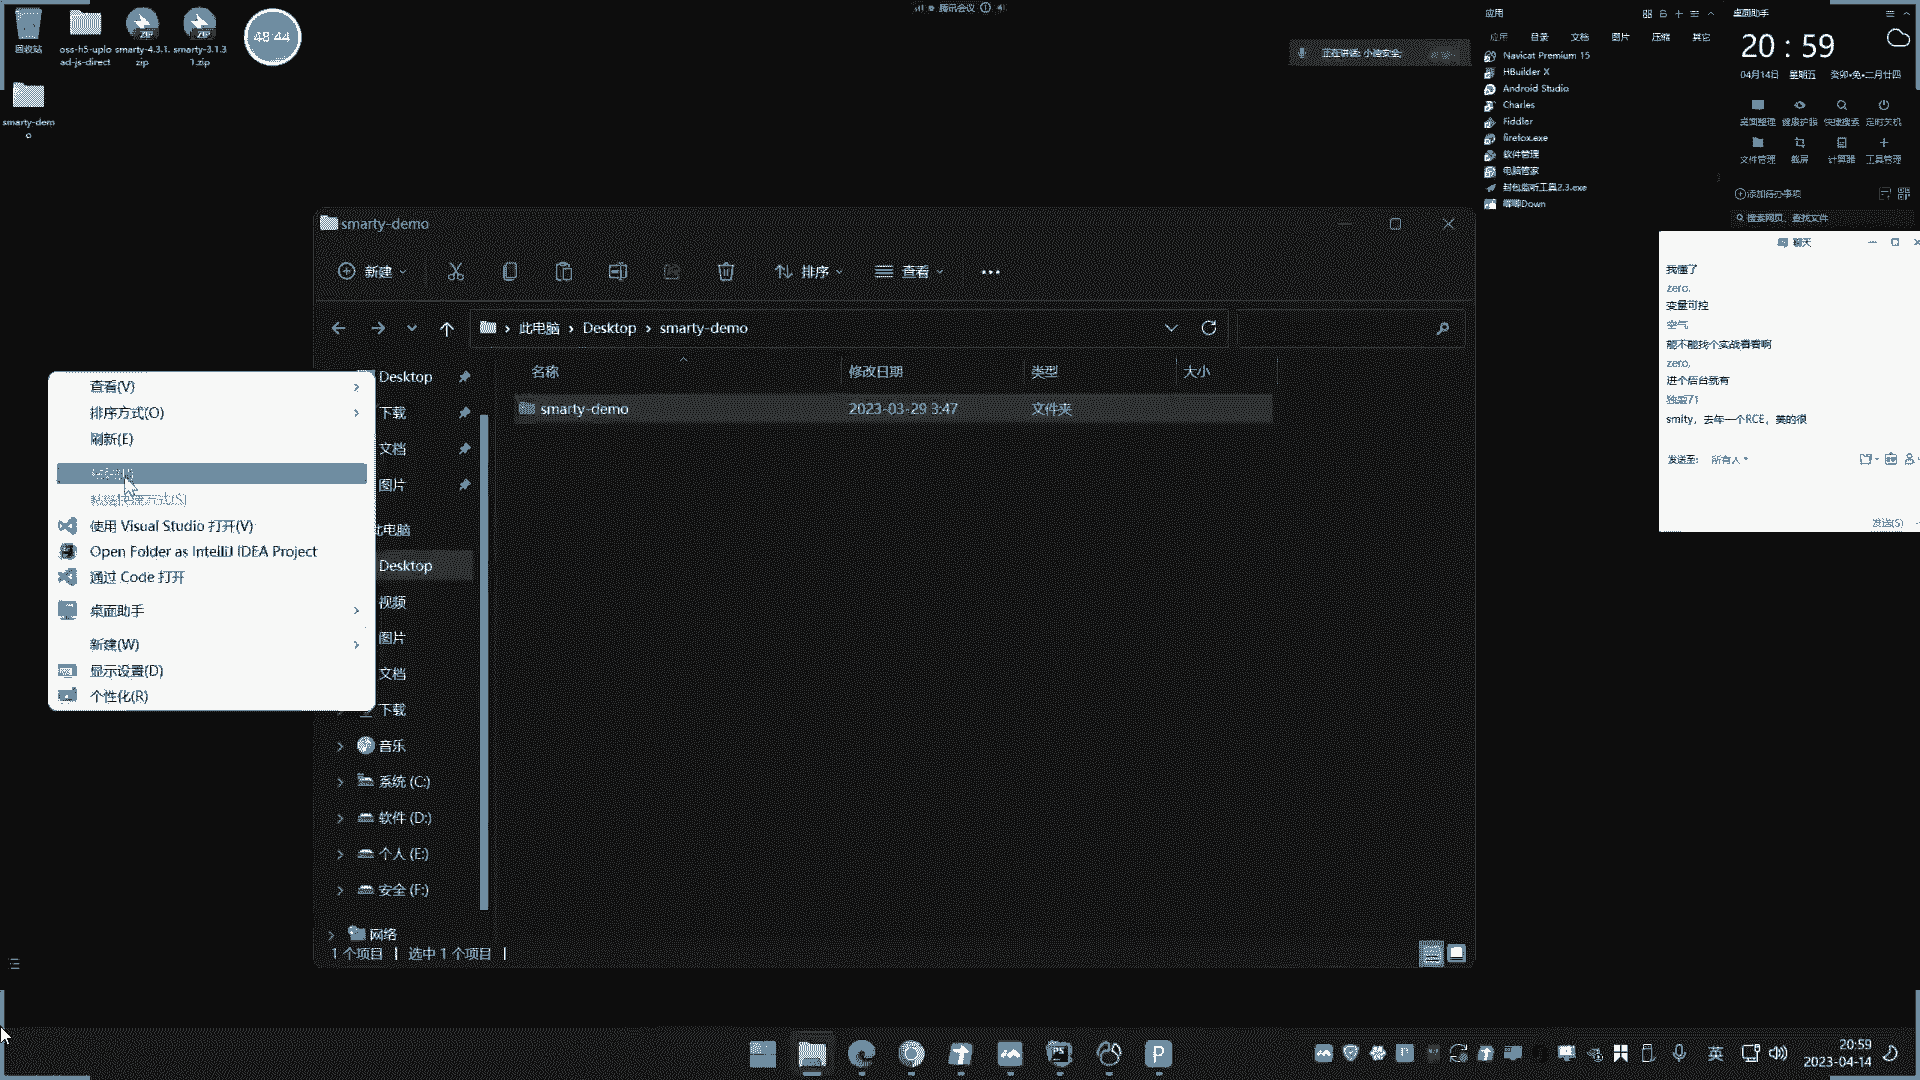 回收站
oss-h5-uplo
ad-js-direct
smarty-4.3.1.
zip
smarty-3.1.3
1.zip
48:44
smarty-dem
o
腾讯会议
正在讲话: 小迪安全;
应用
应用 目录 文档 图片 压缩 其它
Navicat Premium 15
HBuilder X
Android Studio
Charles
Fiddler
firefox.exe
软件管理
电脑管家
封包监听工具2.3.exe
唧唧Down
桌面助手
20 : 59
04月14日 星期五 癸卯•兔•二月廿四
桌面整理 健康护眼 快捷搜索 定时关机
文件管理 截屏 计算器 工具管理
添加待办事项
搜索网页、查找文件
聊天
我懂了
zero.
变量可控
空气
能不能找个实战看看啊
zero.
进个后台就有
独孤71
smity，去年一个RCE，美的很
发送至: 所有人
发送(S)
smarty-demo
新建
排序
查看
此电脑 › Desktop › smarty-demo
名称 修改日期 类型 大小
smarty-demo 2023-03-29 3:47 文件夹
Desktop
下载
文档
图片
此电脑
Desktop
视频
图片
文档
下载
音乐
系统 (C:)
软件 (D:)
个人 (E:)
安全 (F:)
网络
1 个项目 | 选中 1 个项目 |
查看(V)
排序方式(O)
刷新(E)
使用 Visual Studio 打开(V)
Open Folder as IntelliJ IDEA Project
通过 Code 打开
桌面助手
新建(W)
显示设置(D)
个性化(R)
英
20:59
2023-04-14